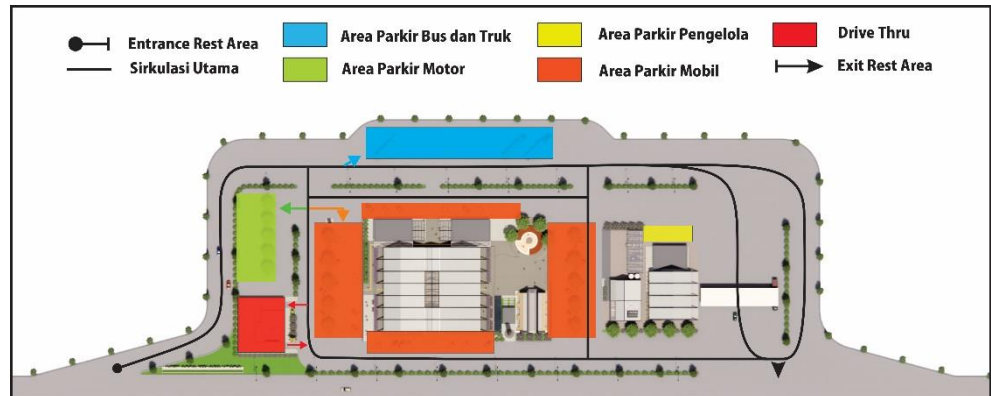 Entrance Rest Area
Sirkulasi Utama
Area Parkir Bus dan Truk
Area Parkir Motor
Area Parkir Pengelola
Area Parkir Mobil
Drive Thru
Exit Rest Area